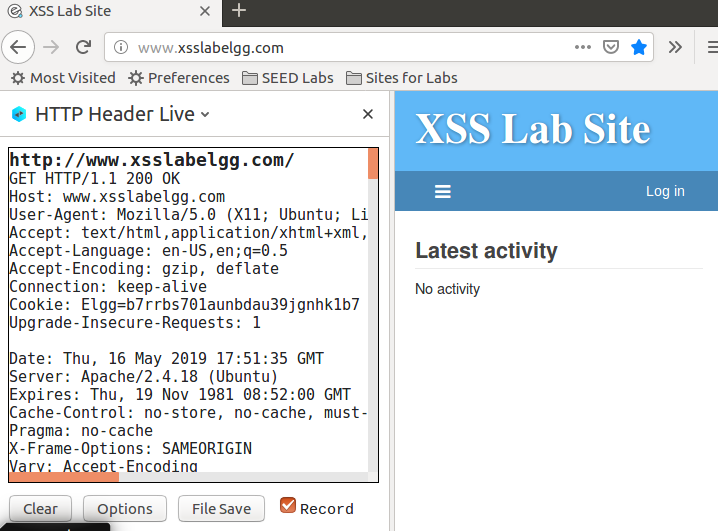 XSS Lab Site
www.xsslabelgg.com
Most Visited Preferences SEED Labs Sites for Labs
HTTP Header Live
http://www.xsslabelgg.com/
GET HTTP/1.1 200 OK
Host: www.xsslabelgg.com
User-Agent: Mozilla/5.0 (X11; Ubuntu; Li
Accept: text/html,application/xhtml+xml,
Accept-Language: en-US,en;q=0.5
Accept-Encoding: gzip, deflate
Connection: keep-alive
Cookie: Elgg=b7rrbs701aunbdau39jgnhk1b7
Upgrade-Insecure-Requests: 1
Date: Thu, 16 May 2019 17:51:35 GMT
Server: Apache/2.4.18 (Ubuntu)
Expires: Thu, 19 Nov 1981 08:52:00 GMT
Cache-Control: no-store, no-cache, must-
Pragma: no-cache
X-Frame-Options: SAMEORIGIN
Vary: Accept-Encoding
Clear Options File Save Record
XSS Lab Site
Log in
Latest activity
No activity